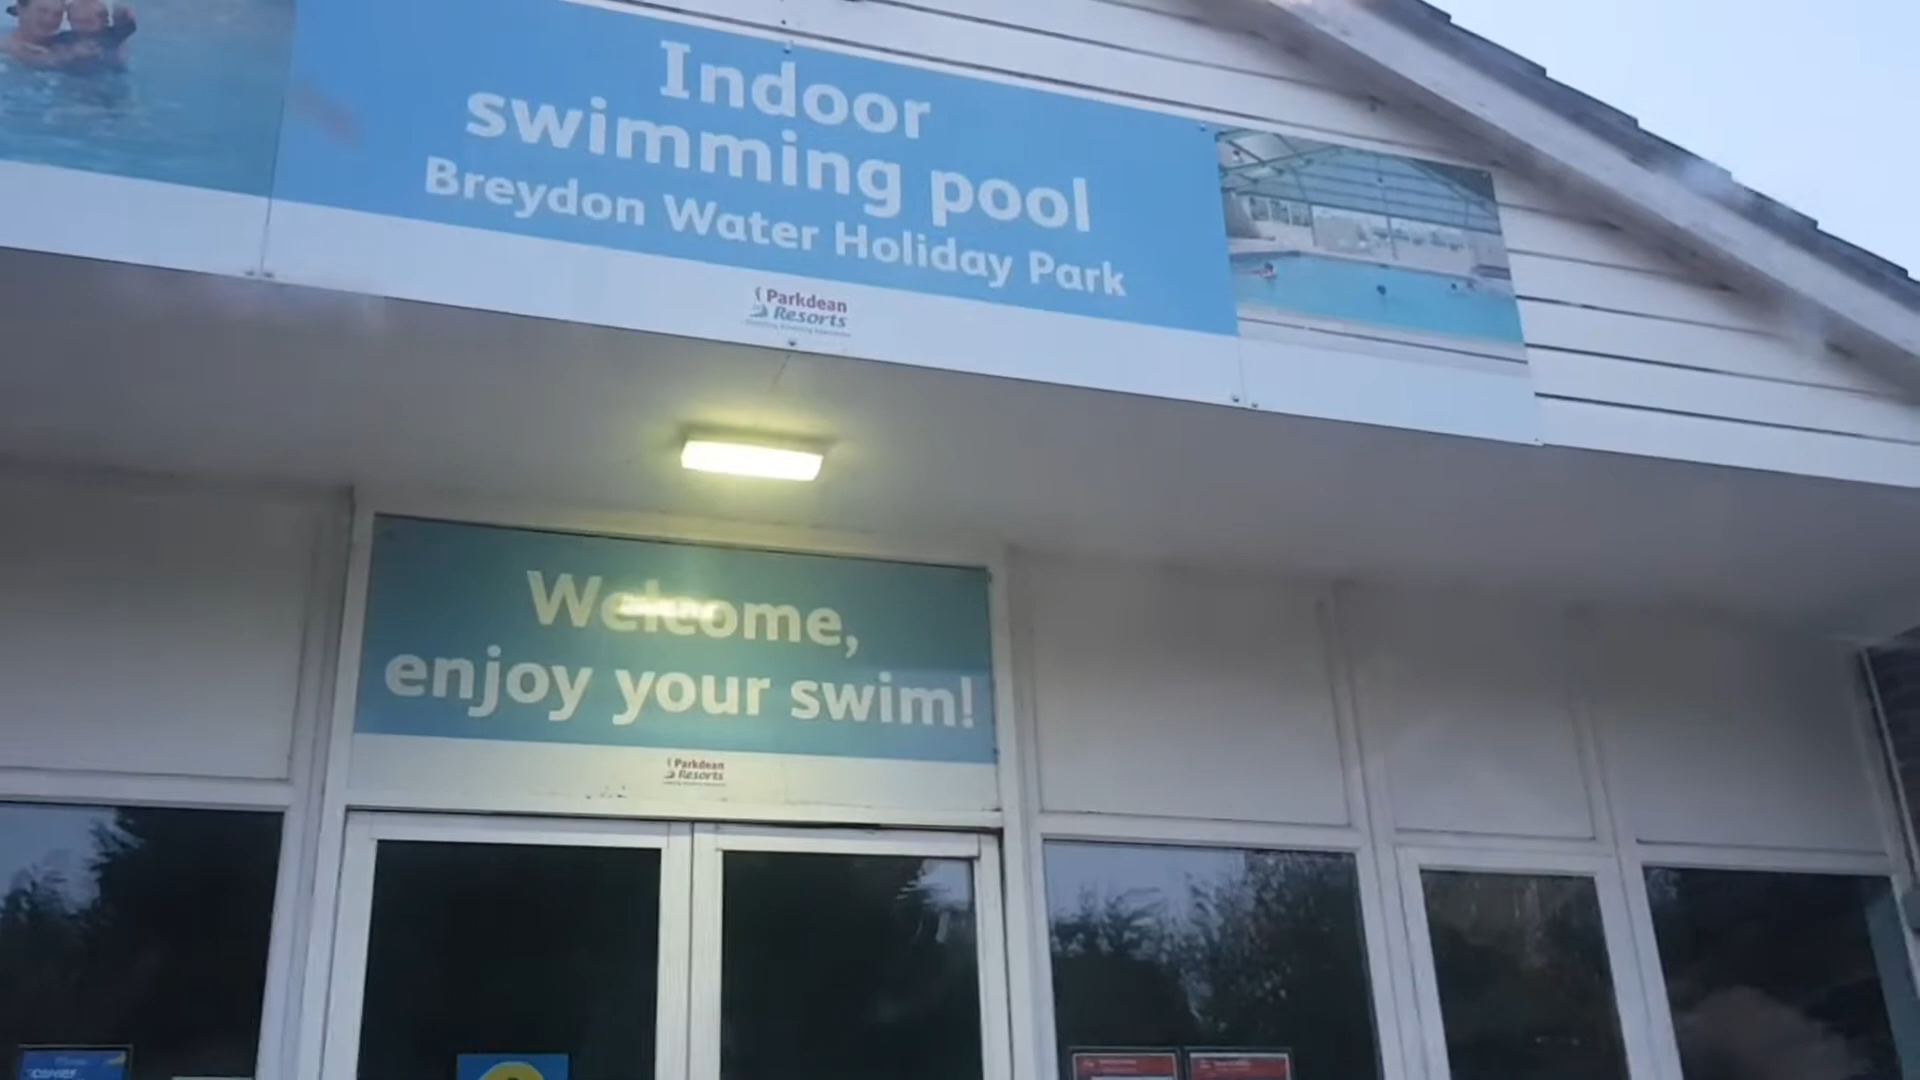 Indoor
swimming pool
Breydon Water Holiday Park
Parkdean
Resorts
Welcome,
enjoy your swim!
Parkdean
Resorts